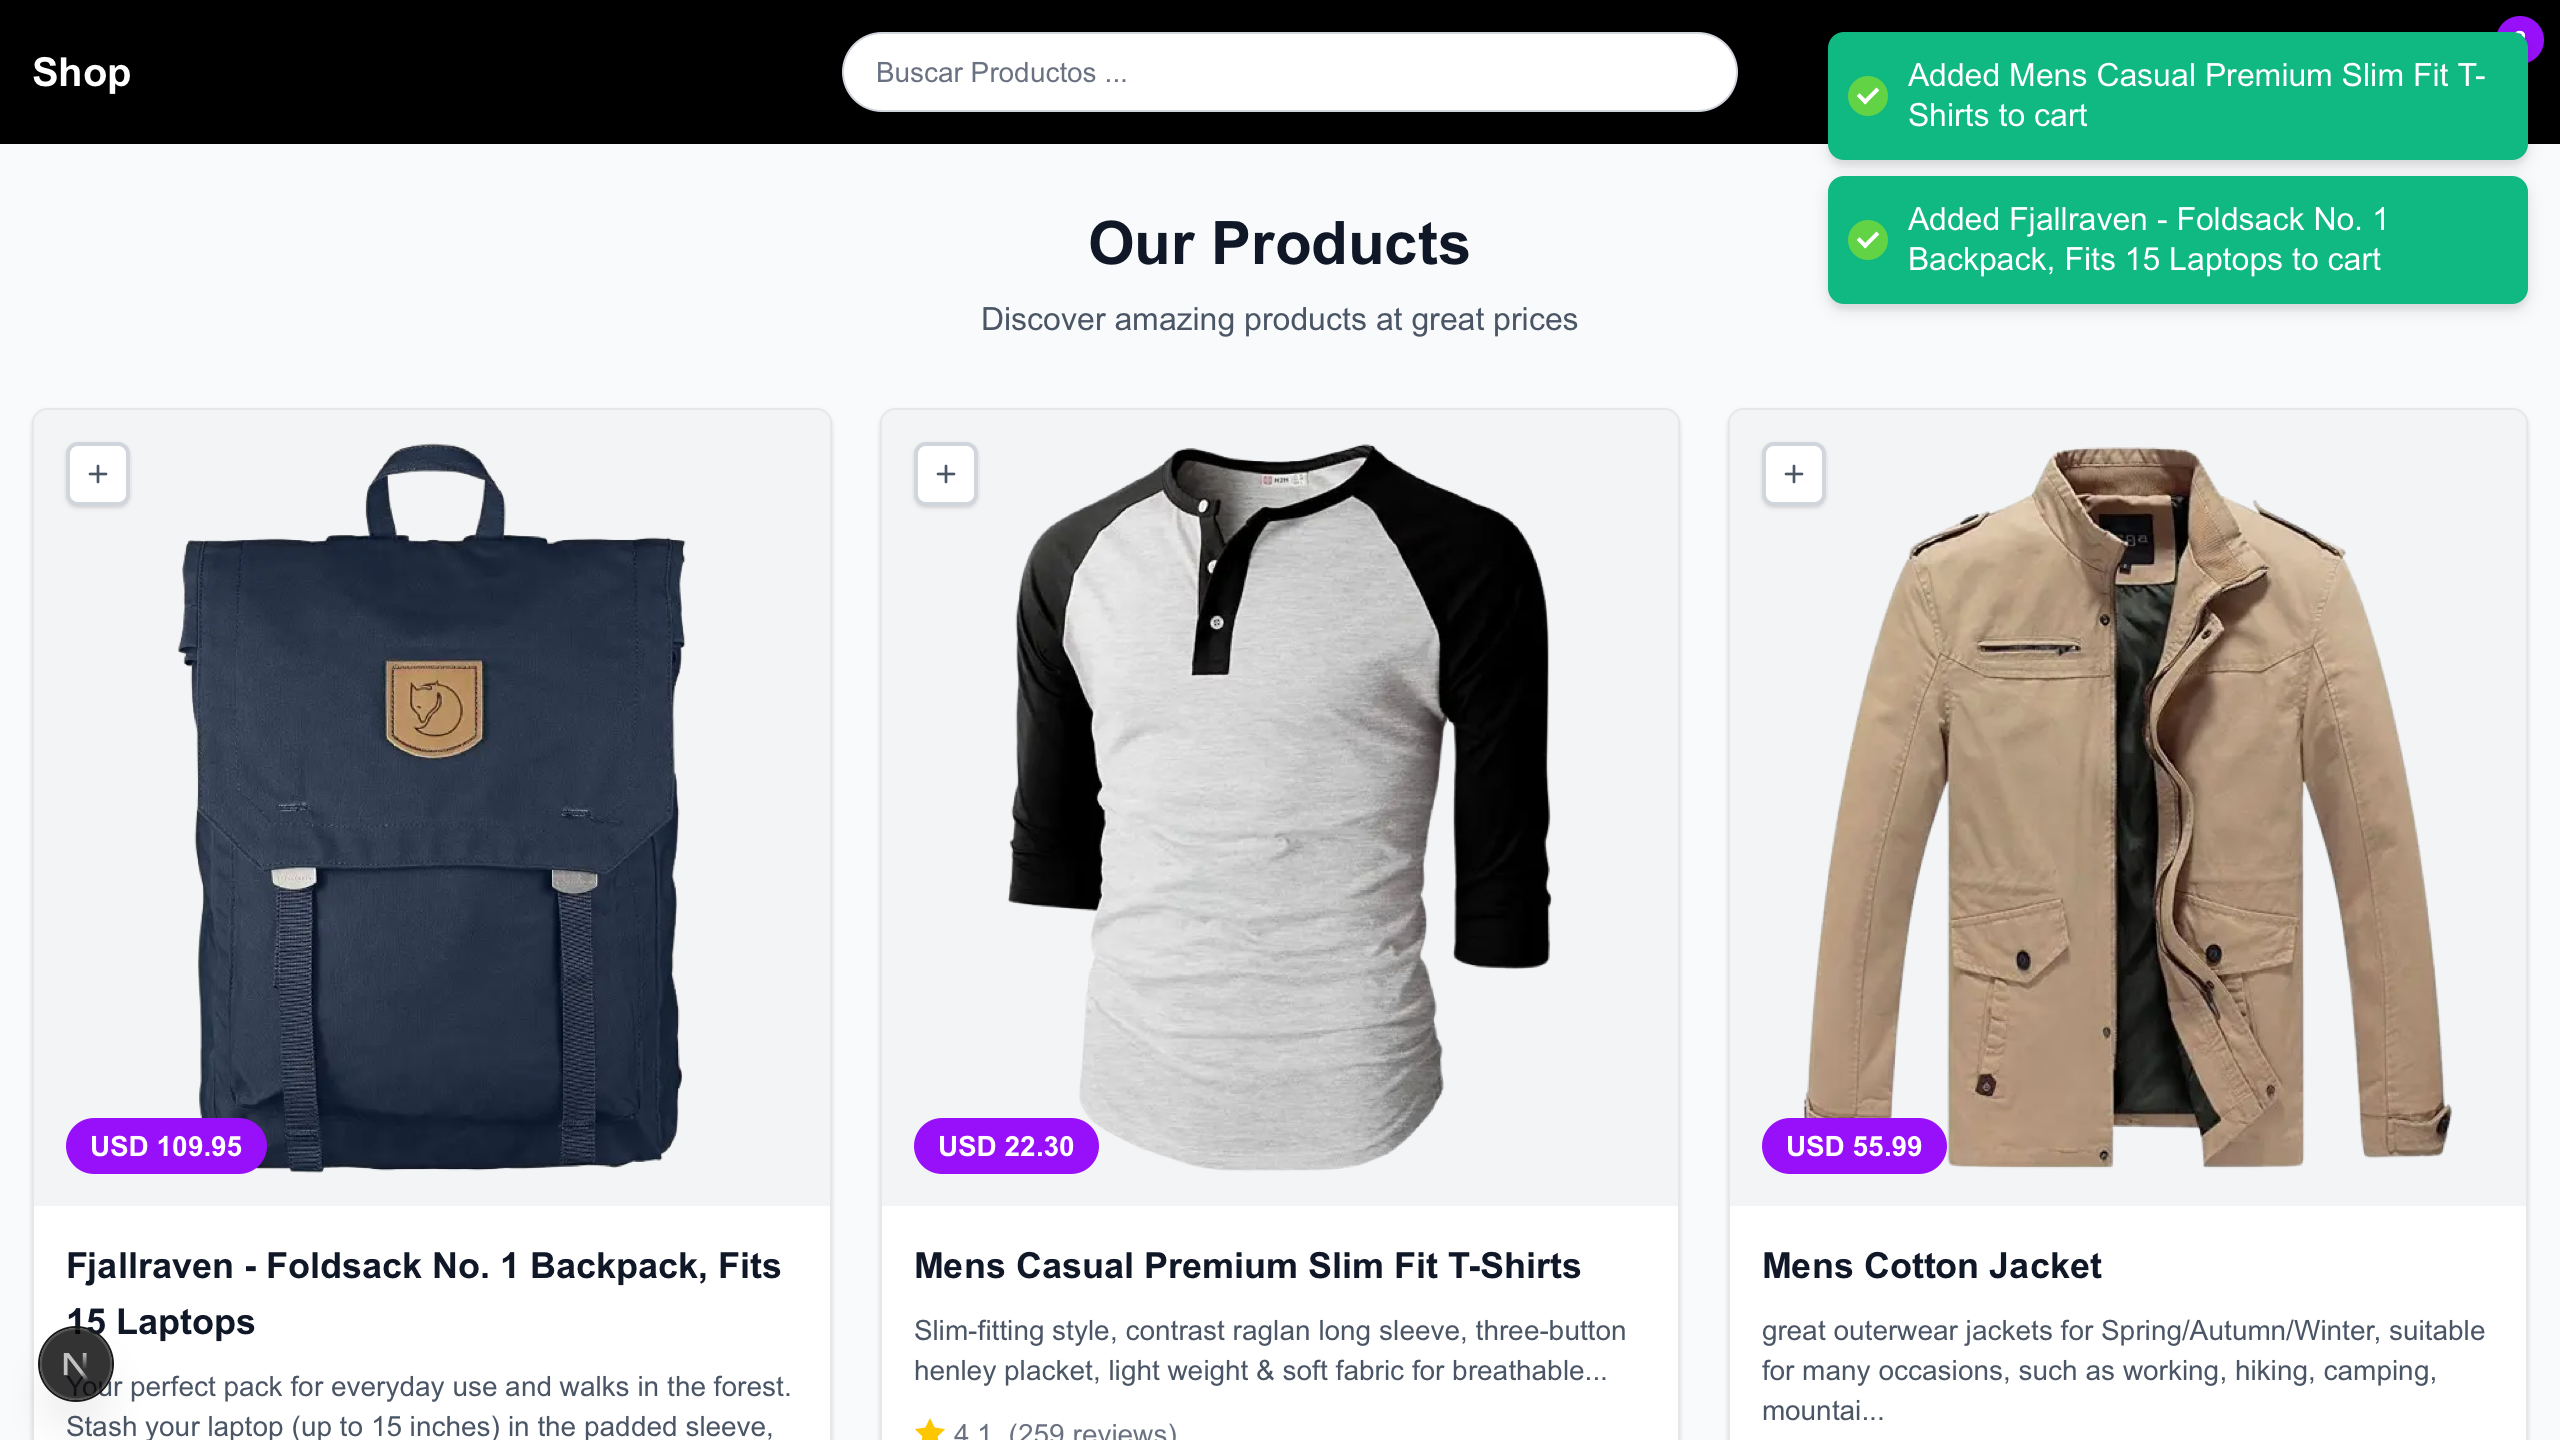 Shop
Buscar Productos ...
Added Mens Casual Premium Slim Fit T-
Shirts to cart
Added Fjallraven - Foldsack No. 1
Backpack, Fits 15 Laptops to cart
Our Products
Discover amazing products at great prices
USD 109.95
USD 22.30
USD 55.99
Fjallraven - Foldsack No. 1 Backpack, Fits
15 Laptops
Your perfect pack for everyday use and walks in the forest.
Stash your laptop (up to 15 inches) in the padded sleeve,
Mens Casual Premium Slim Fit T-Shirts
Slim-fitting style, contrast raglan long sleeve, three-button
henley placket, light weight & soft fabric for breathable...
4.1 (259 reviews)
Mens Cotton Jacket
great outerwear jackets for Spring/Autumn/Winter, suitable
for many occasions, such as working, hiking, camping,
mountai...
N